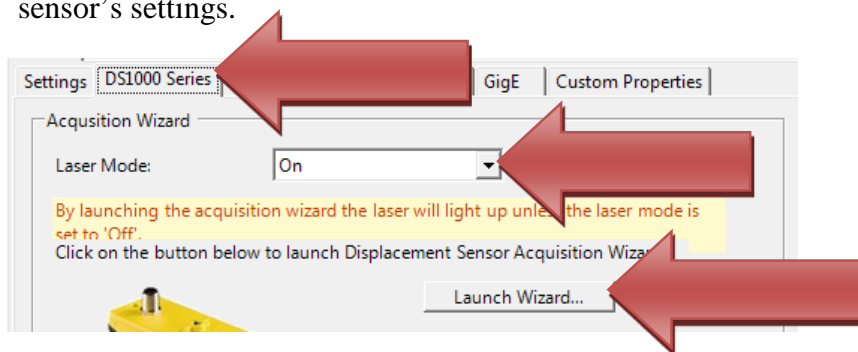 sensor's settings.
Settings DS1000 Series GigE Custom Properties
Acqusition Wizard
Laser Mode: On
By launching the acquisition wizard the laser will light up unless the laser mode is
set to 'Off'.
Click on the button below to launch Displacement Sensor Acquisition
Launch Wizard...